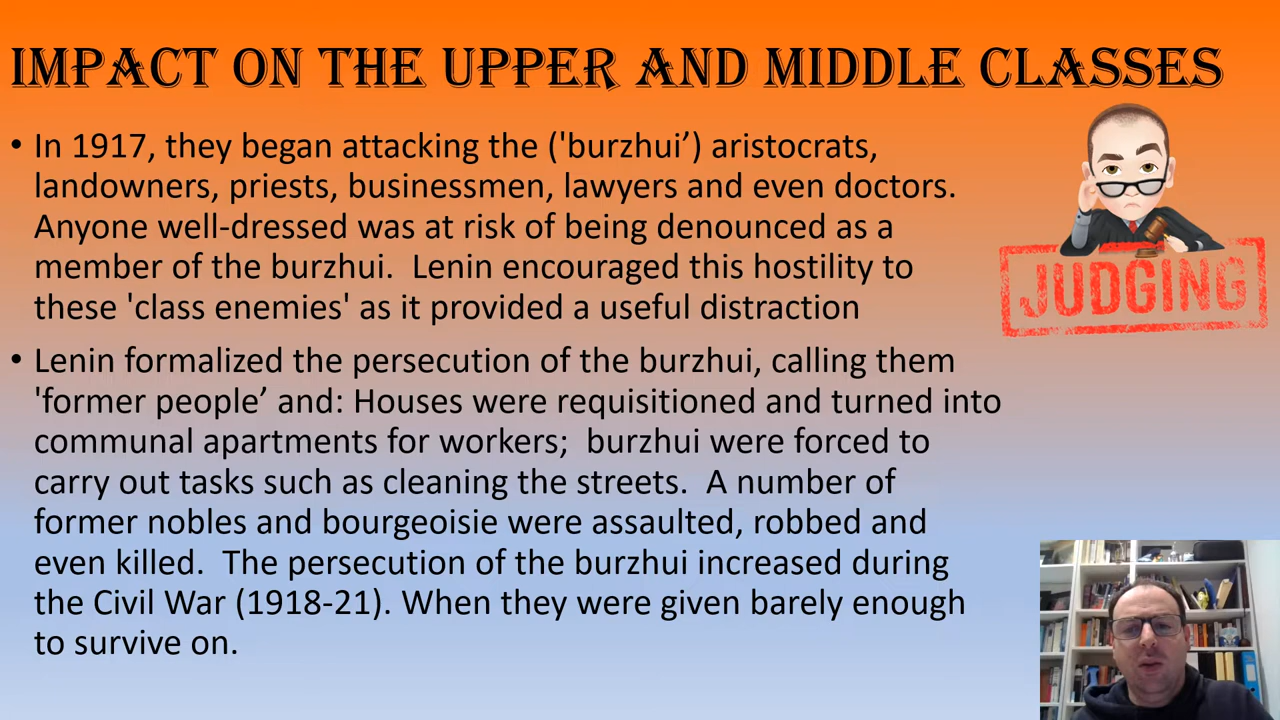 IMPACT ON THE UPPER AND MIDDLE CLASSES
• In 1917, they began attacking the ('burzhui’) aristocrats,
landowners, priests, businessmen, lawyers and even doctors.
Anyone well-dressed was at risk of being denounced as a
member of the burzhui.  Lenin encouraged this hostility to
these 'class enemies' as it provided a useful distraction
JUDGING
• Lenin formalized the persecution of the burzhui, calling them
'former people’ and: Houses were requisitioned and turned into
communal apartments for workers;  burzhui were forced to
carry out tasks such as cleaning the streets.  A number of
former nobles and bourgeoisie were assaulted, robbed and
even killed.  The persecution of the burzhui increased during
the Civil War (1918-21). When they were given barely enough
to survive on.